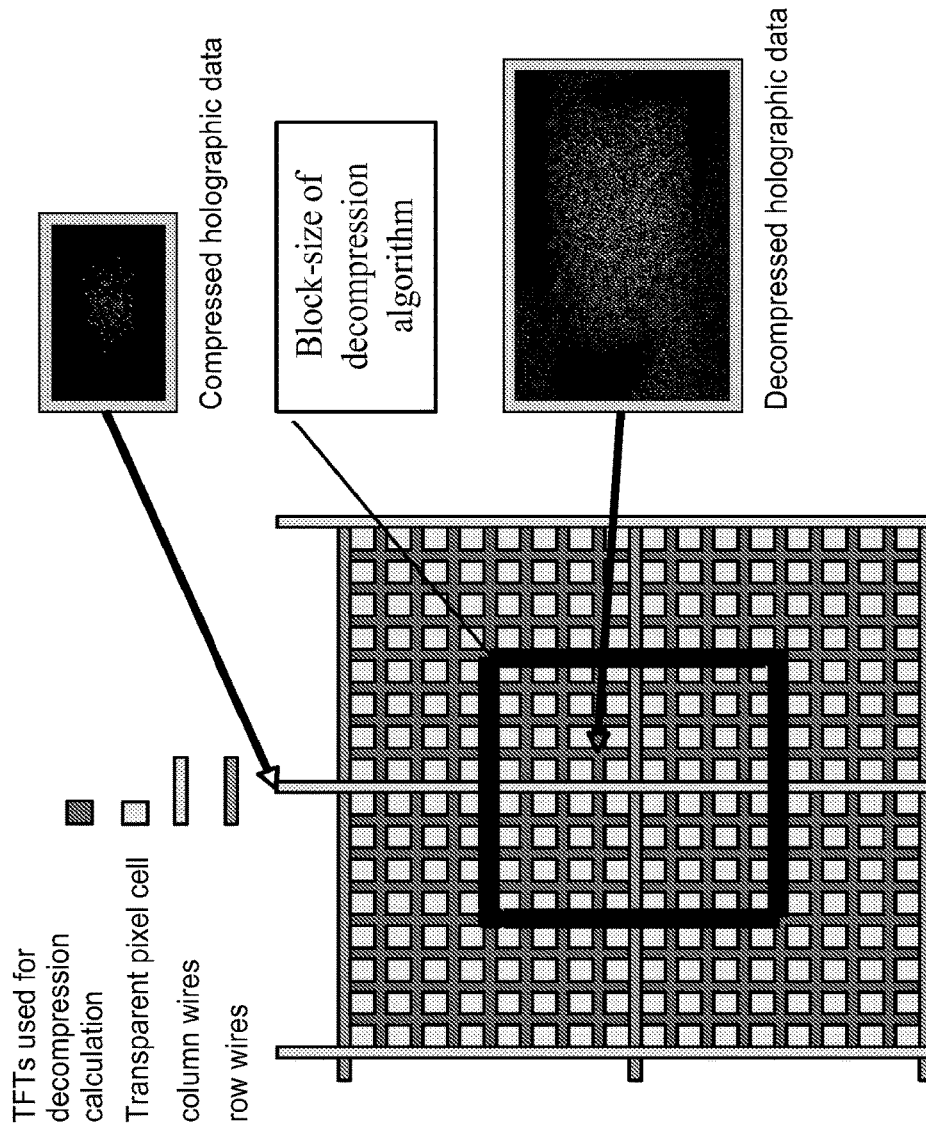 TFTs used for
decompression
calculation
Transparent pixel cell
column wires
row wires
Compressed holographic data
Block-size of
decompression
algorithm
Decompressed holographic data